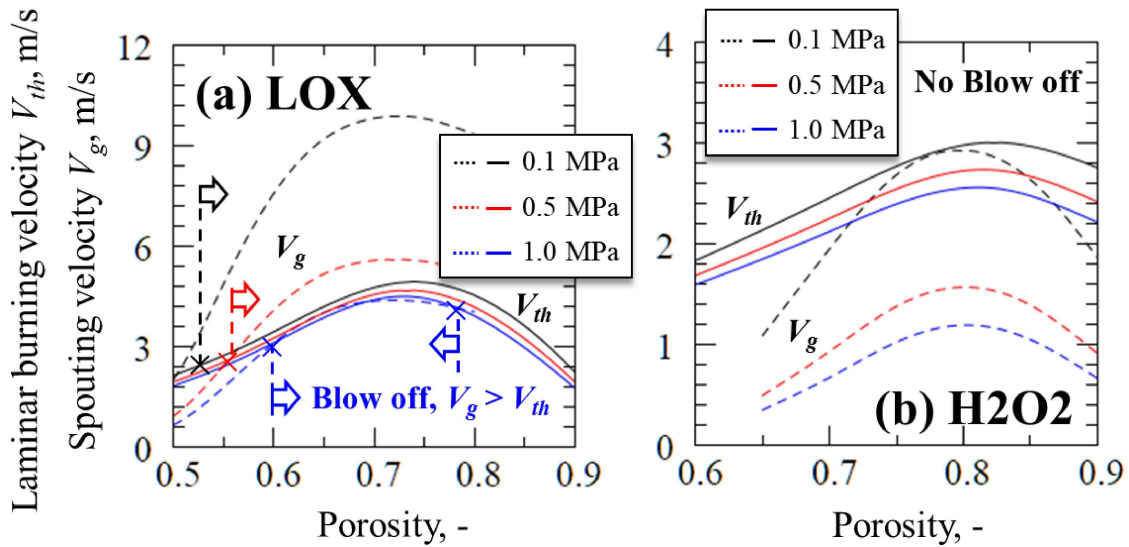 Laminar burning velocity Vth, m/s
Spouting velocity Vg, m/s
12
9
6
3
0
(a) LOX
0.1 MPa
0.5 MPa
1.0 MPa
Vg
Vth
Blow off, Vg > Vth
0.5
0.6
0.7
0.8
0.9
Porosity, -
4
3
2
1
0
0.1 MPa
0.5 MPa
1.0 MPa
No Blow off
Vth
Vg
(b) H2O2
0.6
0.7
0.8
0.9
Porosity, -